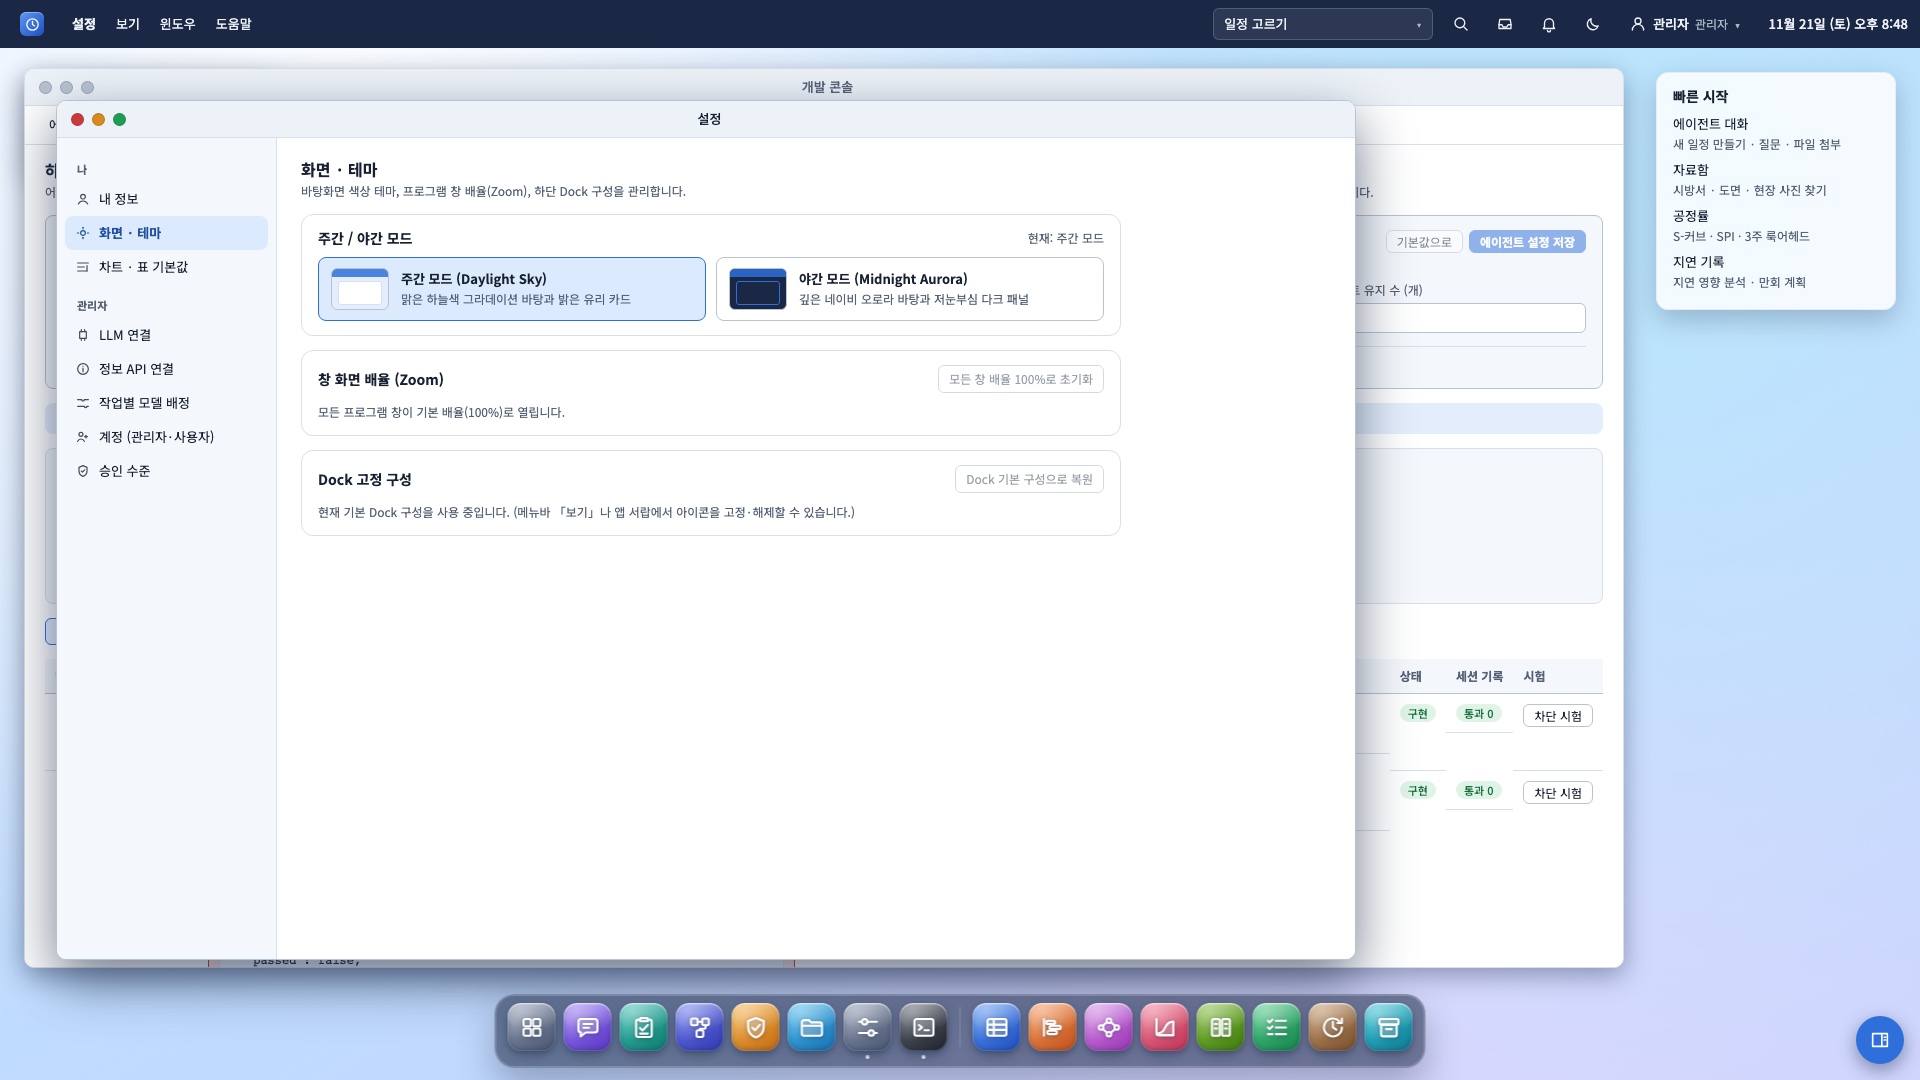 설정 보기 윈도우 도움말 일정 고르기 관리자 관리자 11월 21일 (토) 오후 8:48
개발 콘솔
설정
나
내 정보
화면 · 테마
차트 · 표 기본값
관리자
LLM 연결
정보 API 연결
작업별 모델 배정
계정 (관리자·사용자)
승인 수준
화면 · 테마
바탕화면 색상 테마, 프로그램 창 배율(Zoom), 하단 Dock 구성을 관리합니다.
주간 / 야간 모드 현재: 주간 모드
주간 모드 (Daylight Sky)
맑은 하늘색 그라데이션 바탕과 밝은 유리 카드
야간 모드 (Midnight Aurora)
깊은 네이비 오로라 바탕과 저눈부심 다크 패널
창 화면 배율 (Zoom) 모든 창 배율 100%로 초기화
모든 프로그램 창이 기본 배율(100%)로 열립니다.
Dock 고정 구성 Dock 기본 구성으로 복원
현재 기본 Dock 구성을 사용 중입니다. (메뉴바 「보기」나 앱 서랍에서 아이콘을 고정·해제할 수 있습니다.)
기본값으로 에이전트 설정 저장
유지 수 (개)
상태 세션 기록 시험
구현 통과 0 차단 시험
구현 통과 0 차단 시험
passed : false,
빠른 시작
에이전트 대화
새 일정 만들기 · 질문 · 파일 첨부
자료함
시방서 · 도면 · 현장 사진 찾기
공정률
S-커브 · SPI · 3주 룩어헤드
지연 기록
지연 영향 분석 · 만회 계획